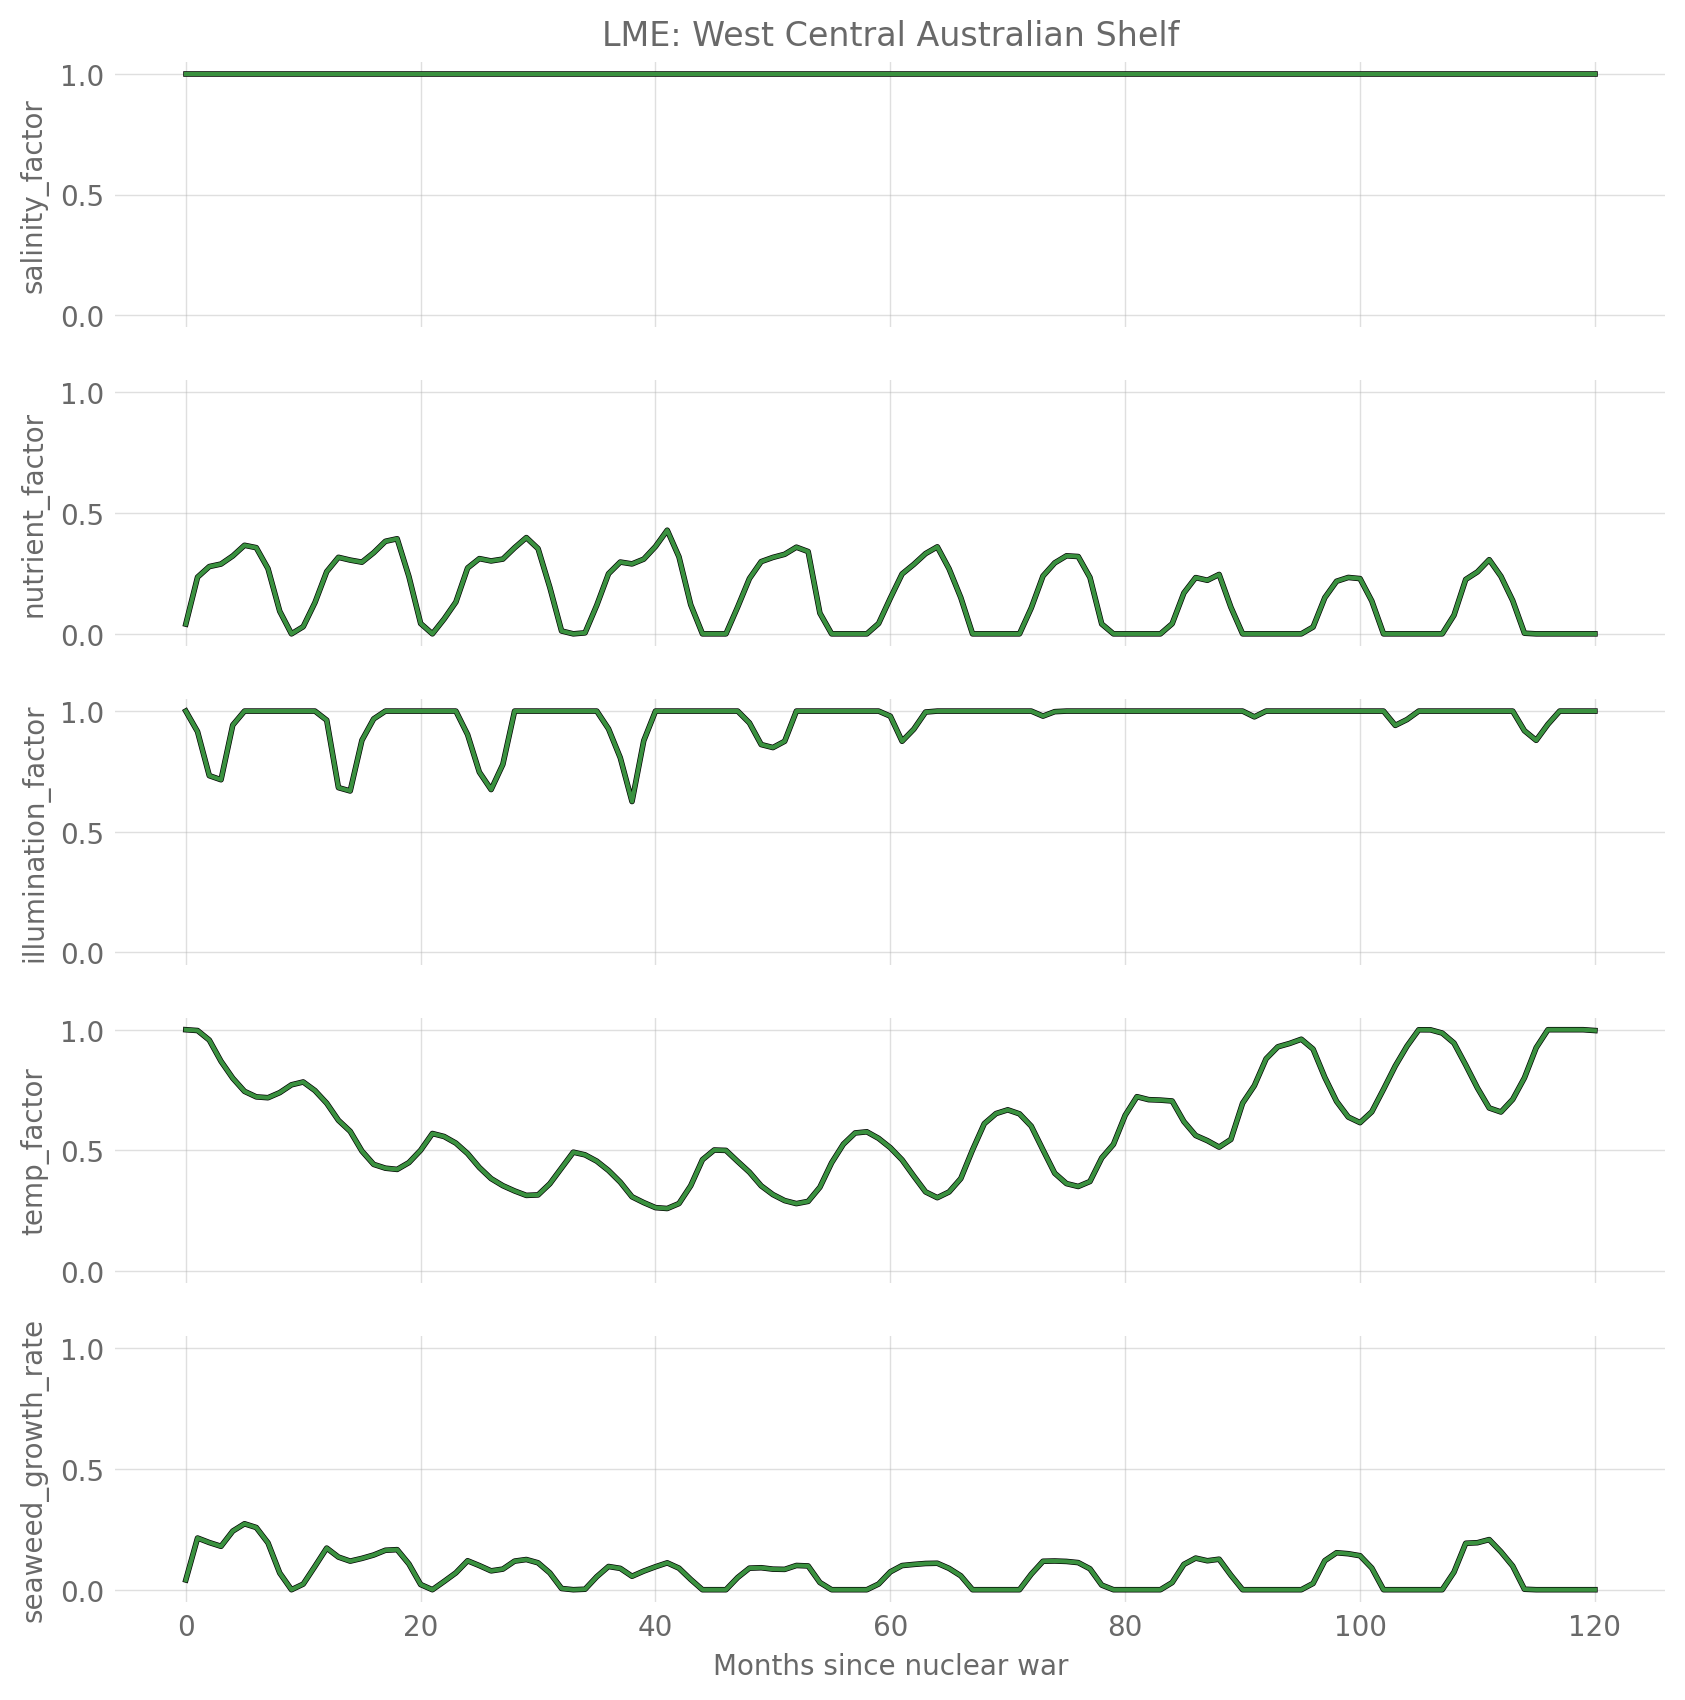 LME: West Central Australian Shelf
1.0
0.5
0.0
salinity_factor
1.0
0.5
0.0
nutrient_factor
1.0
0.5
0.0
illumination_factor
1.0
0.5
0.0
temp_factor
1.0
0.5
0.0
seaweed_growth_rate
0 20 40 60 80 100 120
Months since nuclear war